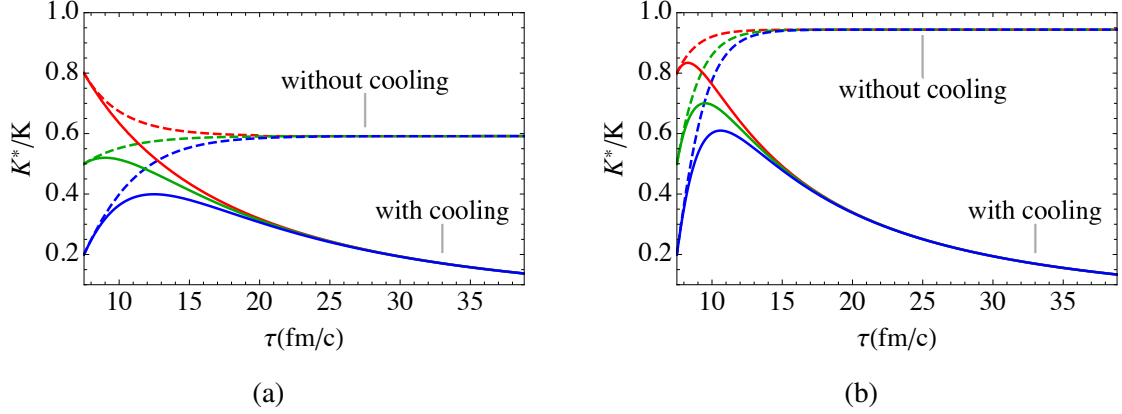 1.0
0.8
0.6
0.4
0.2
K*/K
without cooling
with cooling
10 15 20 25 30 35
τ(fm/c)
(a)
1.0
0.8
0.6
0.4
0.2
K*/K
without cooling
with cooling
10 15 20 25 30 35
τ(fm/c)
(b)